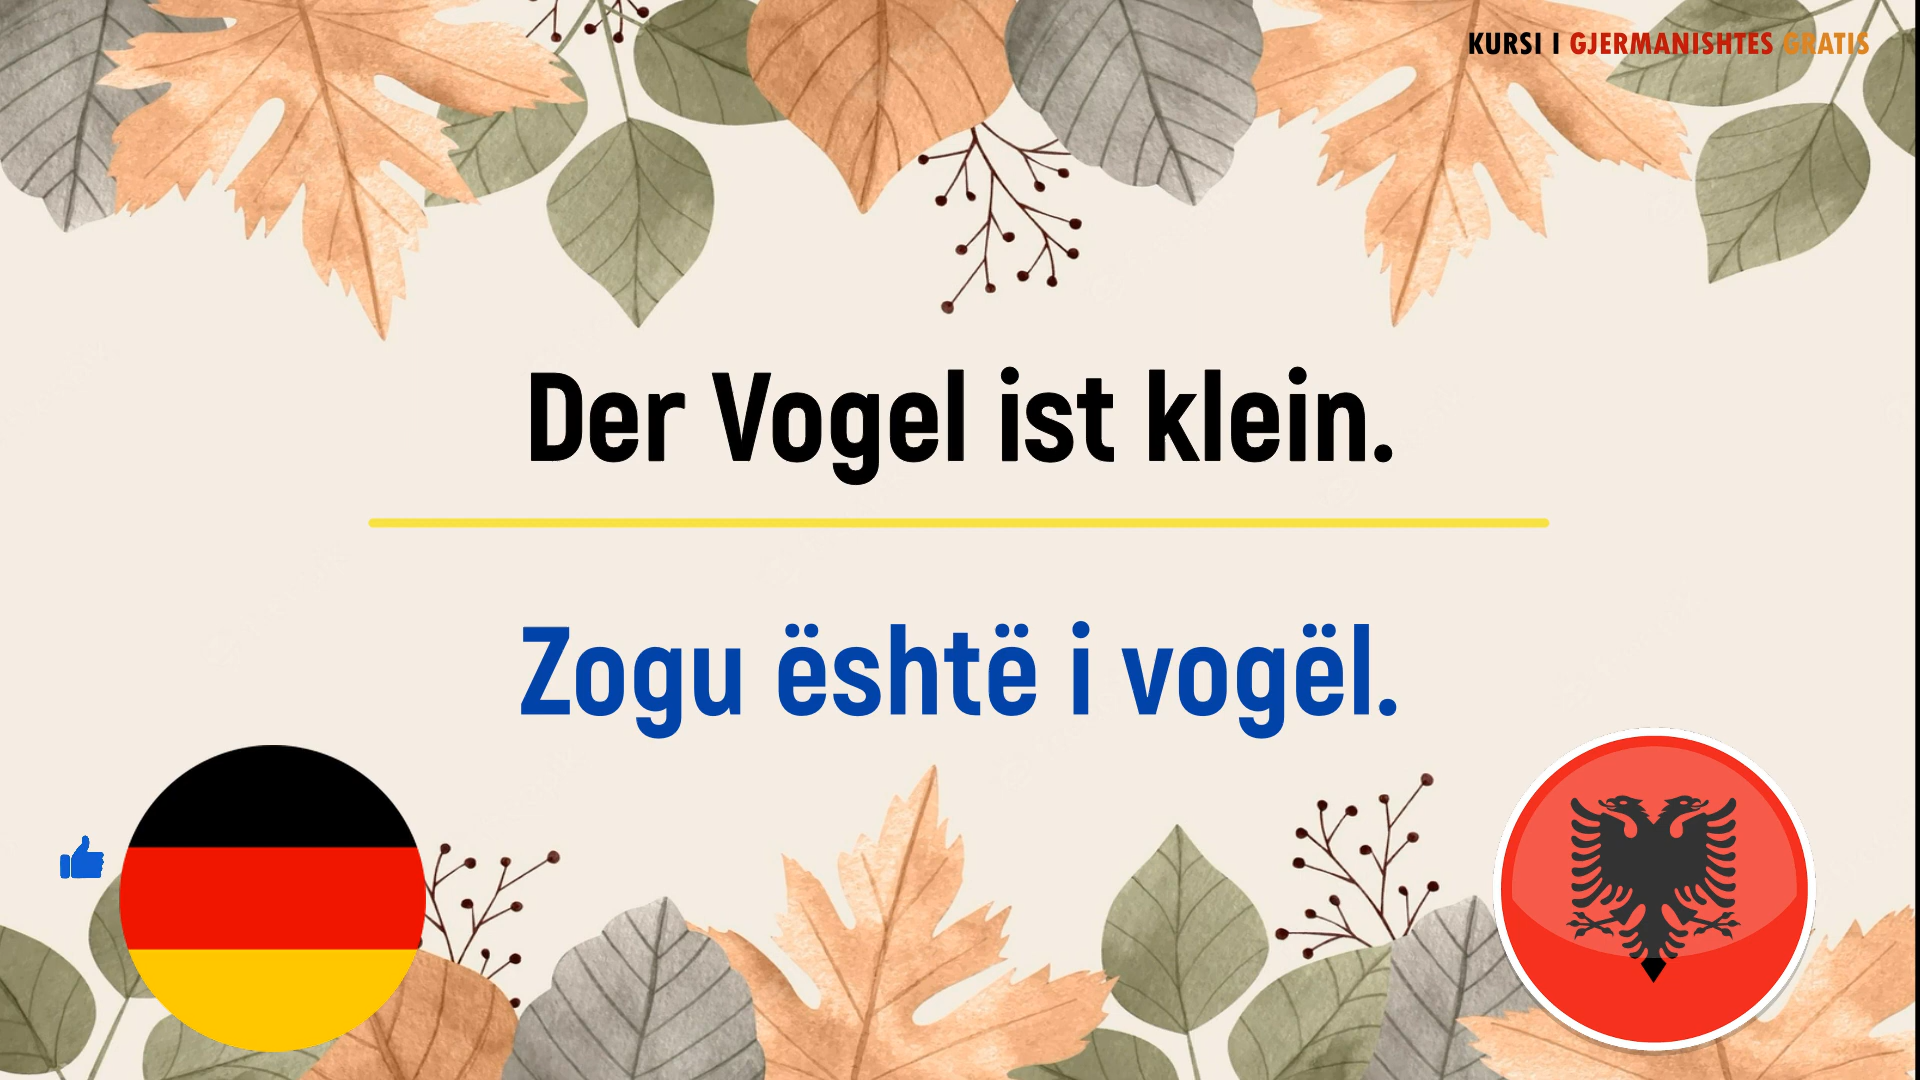 KURSI I GJERMANISHTES GRATIS
Der Vogel ist klein.
Zogu është i vogël.